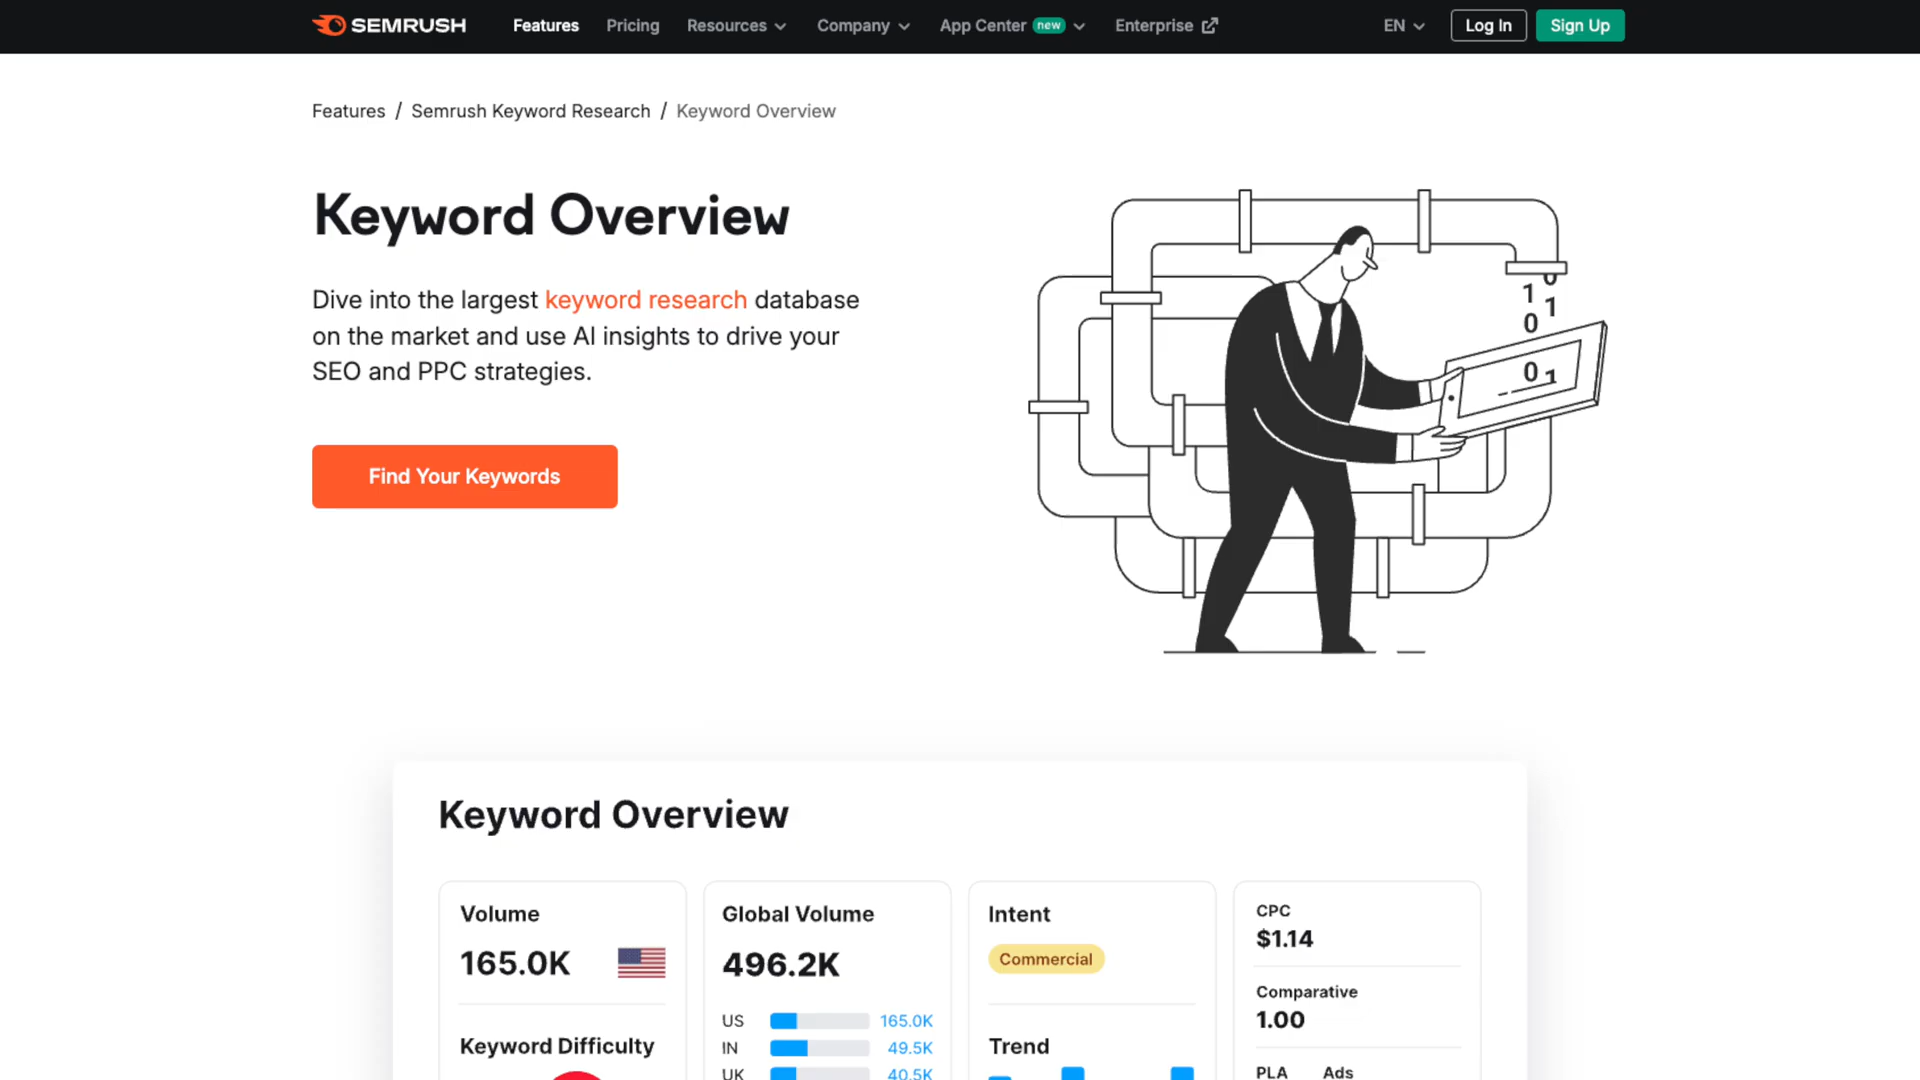 SEMRUSH Features Pricing Resources Company App Center new Enterprise EN Log In Sign Up
Features / Semrush Keyword Research / Keyword Overview
Keyword Overview
Dive into the largest keyword research database
on the market and use AI insights to drive your
SEO and PPC strategies.
Find Your Keywords
0
1
1
0
0 1
Keyword Overview
Volume
165.0K
Keyword Difficulty
Global Volume
496.2K
US 165.0K
IN 49.5K
UK 40.5K
Intent
Commercial
Trend
CPC
$1.14
Comparative
1.00
PLA Ads